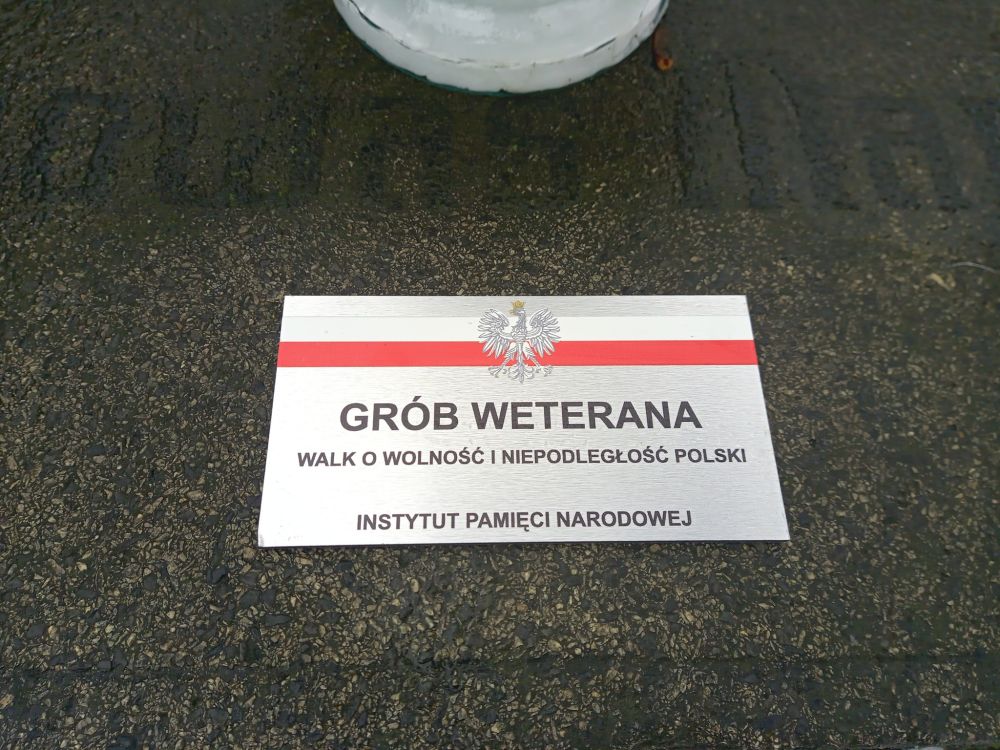 GRÓB WETERANA
WALK O WOLNOŚĆ I NIEPODLEGŁOŚĆ POLSKI
INSTYTUT PAMIĘCI NARODOWEJ